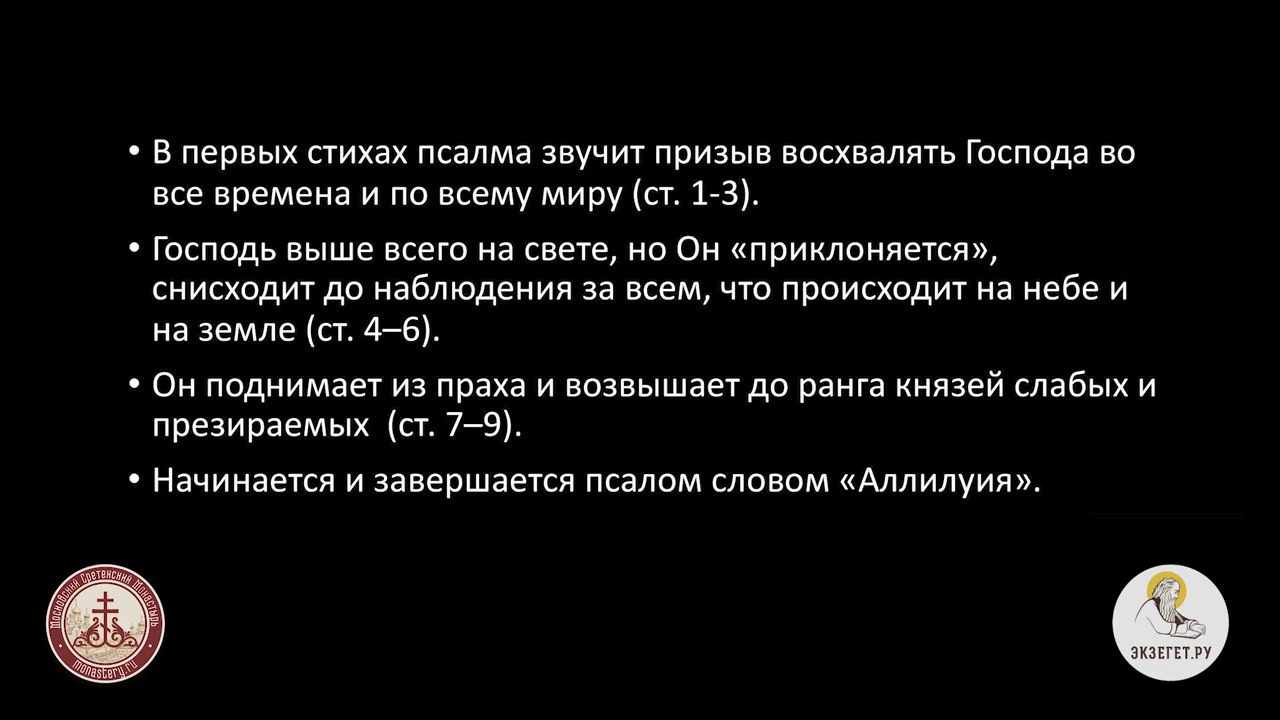 • В первых стихах псалма звучит призыв восхвалять Господа во
все времена и по всему миру (ст. 1-3).
• Господь выше всего на свете, но Он «приклоняется»,
снисходит до наблюдения за всем, что происходит на небе и
на земле (ст. 4–6).
• Он поднимает из праха и возвышает до ранга князей слабых и
презираемых  (ст. 7–9).
• Начинается и завершается псалом словом «Аллилуия».
Московский Сретенский Монастырь
monastery.ru
ЭКЗЕГЕТ.РУ